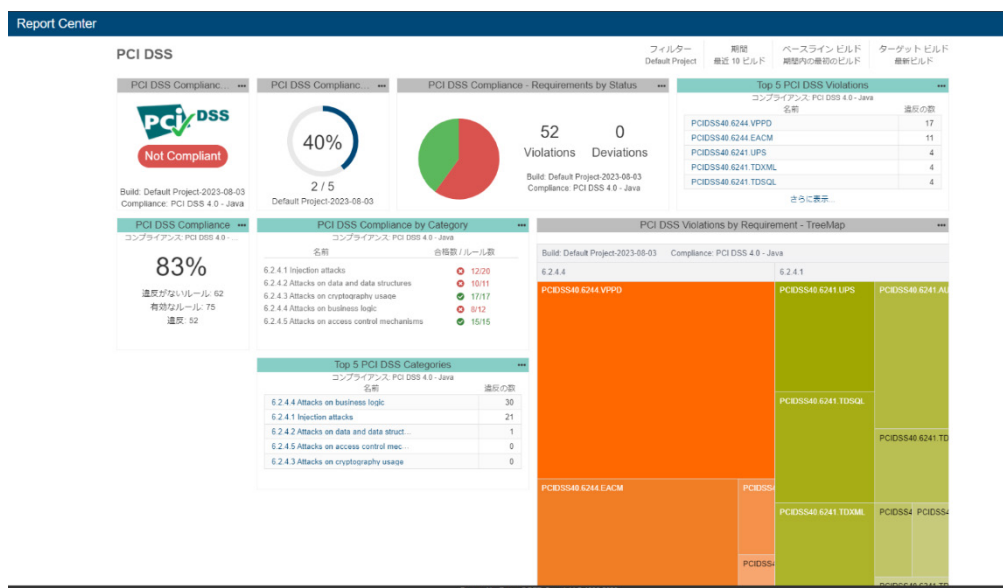 Report Center
PCI DSS
フィルター
Default Project
期間
最近 10 ビルド
ベースライン ビルド
期間内の最初のビルド
ターゲット ビルド
最新ビルド
PCI DSS Complianc... •••
PCI DSS
Not Compliant
Build: Default Project-2023-08-03
Compliance: PCI DSS 4.0 - Java
PCI DSS Complianc... •••
40%
2 / 5
Default Project-2023-08-03
PCI DSS Compliance - Requirements by Status •••
52 0
Violations Deviations
Build: Default Project-2023-08-03
Compliance: PCI DSS 4.0 - Java
Top 5 PCI DSS Violations •••
コンプライアンス: PCI DSS 4.0 - Java
名前 違反の数
PCIDSS40.6244.VPPD 17
PCIDSS40.6244.EACM 11
PCIDSS40.6241.UPS 4
PCIDSS40.6241.TDXML 4
PCIDSS40.6241.TDSQL 4
さらに表示...
PCI DSS Compliance •••
コンプライアンス: PCI DSS 4.0 - ...
83%
違反がないルール: 62
有効なルール: 75
違反: 52
PCI DSS Compliance by Category •••
コンプライアンス: PCI DSS 4.0 - Java
名前 合格数 / ルール数
6.2.4.1 Injection attacks 12/20
6.2.4.2 Attacks on data and data structures 10/11
6.2.4.3 Attacks on cryptography usage 17/17
6.2.4.4 Attacks on business logic 8/12
6.2.4.5 Attacks on access control mechanisms 15/15
Top 5 PCI DSS Categories •••
コンプライアンス: PCI DSS 4.0 - Java
名前 違反の数
6.2.4.4 Attacks on business logic 30
6.2.4.1 Injection attacks 21
6.2.4.2 Attacks on data and data struct... 1
6.2.4.5 Attacks on access control mec... 0
6.2.4.3 Attacks on cryptography usage 0
PCI DSS Violations by Requirement - TreeMap •••
Build: Default Project-2023-08-03 Compliance: PCI DSS 4.0 - Java
6.2.4.4
6.2.4.1
PCIDSS40.6244.VPPD
PCIDSS40.6241.UPS
PCIDSS40.6241.AU
PCIDSS40.6241.TDSQL
PCIDSS40.6241.TD
PCIDSS40.6244.EACM
PCIDSS4
PCIDSS40.6241.TDXML
PCIDSS4
PCIDSS4
PCIDSS4
PCIDSS40.6241.TD